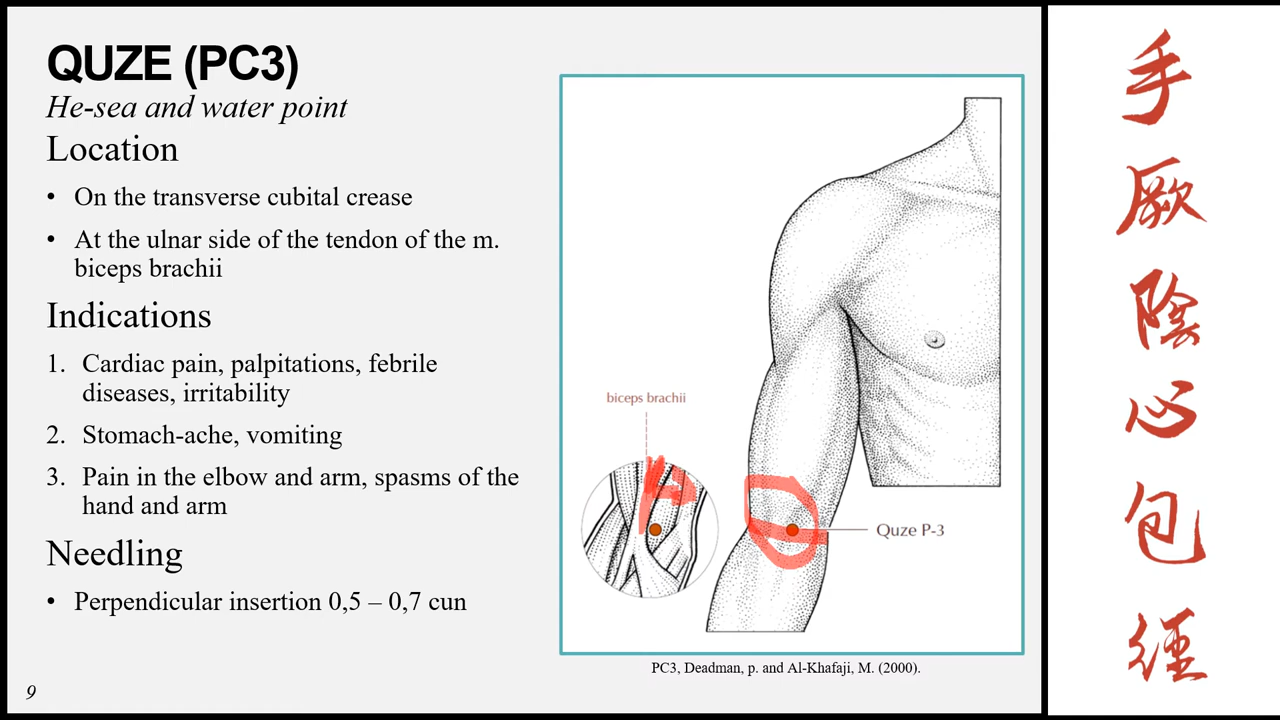 QUZE (PC3)
He-sea and water point
Location
• On the transverse cubital crease
• At the ulnar side of the tendon of the m.
biceps brachii
Indications
1. Cardiac pain, palpitations, febrile
diseases, irritability
2. Stomach-ache, vomiting
3. Pain in the elbow and arm, spasms of the
hand and arm
Needling
• Perpendicular insertion 0,5 – 0,7 cun
9
biceps brachii
Quze P-3
PC3, Deadman, p. and Al-Khafaji, M. (2000).
手
厥
陰
心
包
經